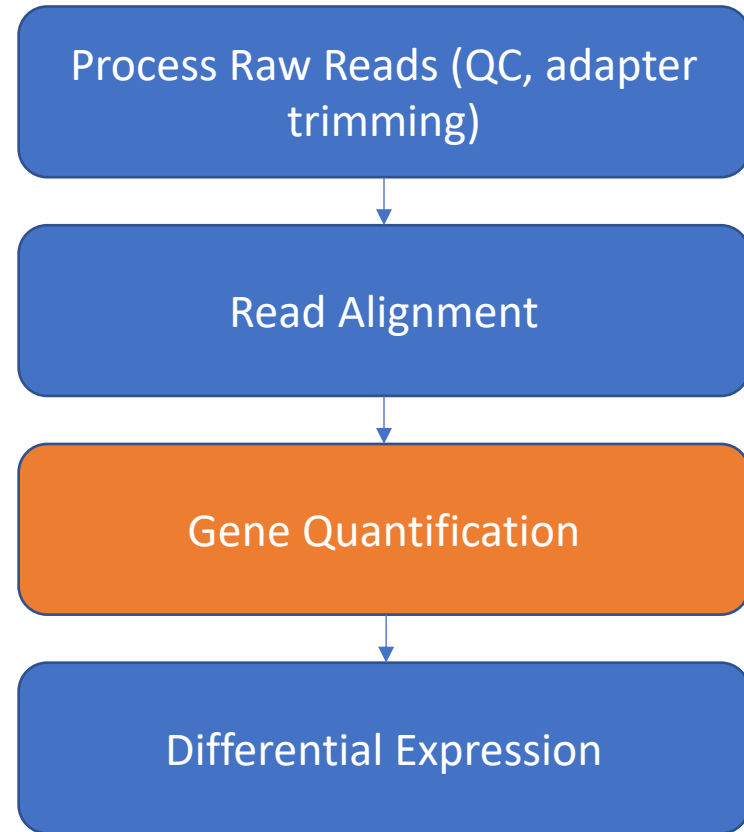 Process Raw Reads (QC, adapter
trimming)
Read Alignment
Gene Quantification
Differential Expression